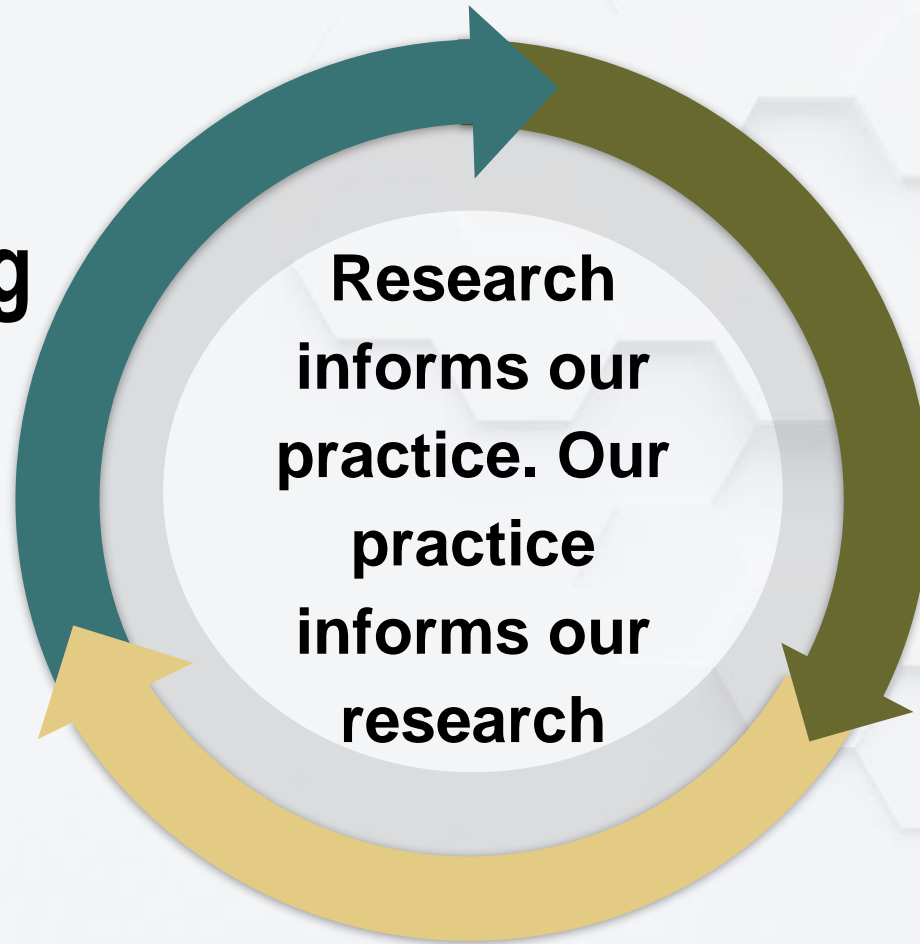 g
Research
informs our
practice. Our
practice
informs our
research